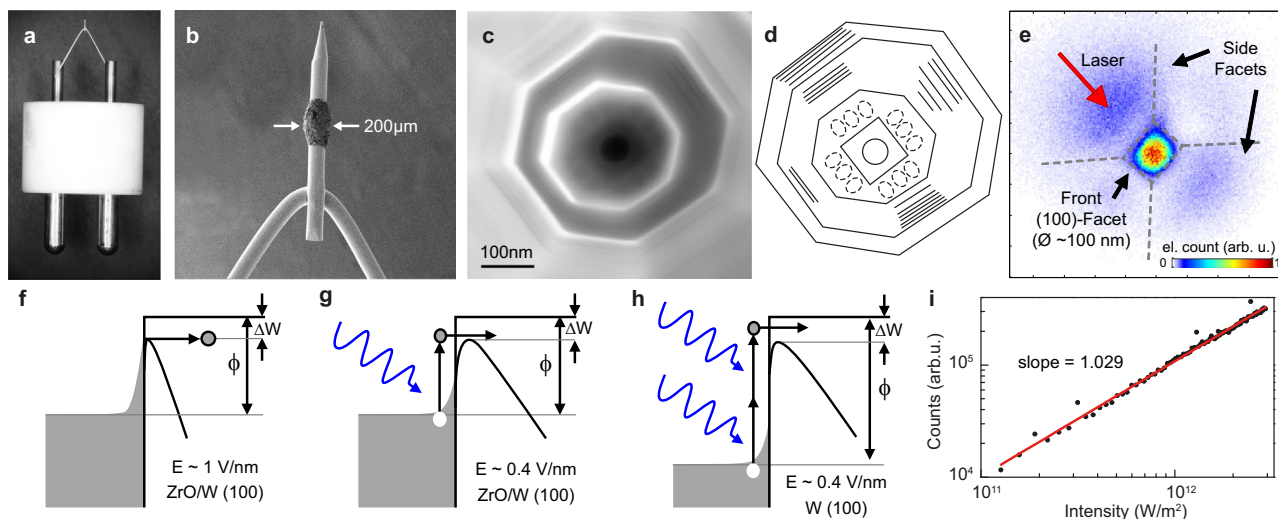 a
b
200µm
c
100nm
d
e
Laser
Side
Facets
Front
(100)-Facet
(Ø ~100 nm)
el. count (arb. u.)
0
1
f
ΔW
ϕ
E ~ 1 V/nm
ZrO/W (100)
g
ΔW
ϕ
E ~ 0.4 V/nm
ZrO/W (100)
h
ΔW
ϕ
E ~ 0.4 V/nm
W (100)
i
slope = 1.029
Counts (arb.u.)
10⁵
10⁴
10¹¹
10¹²
Intensity (W/m²)